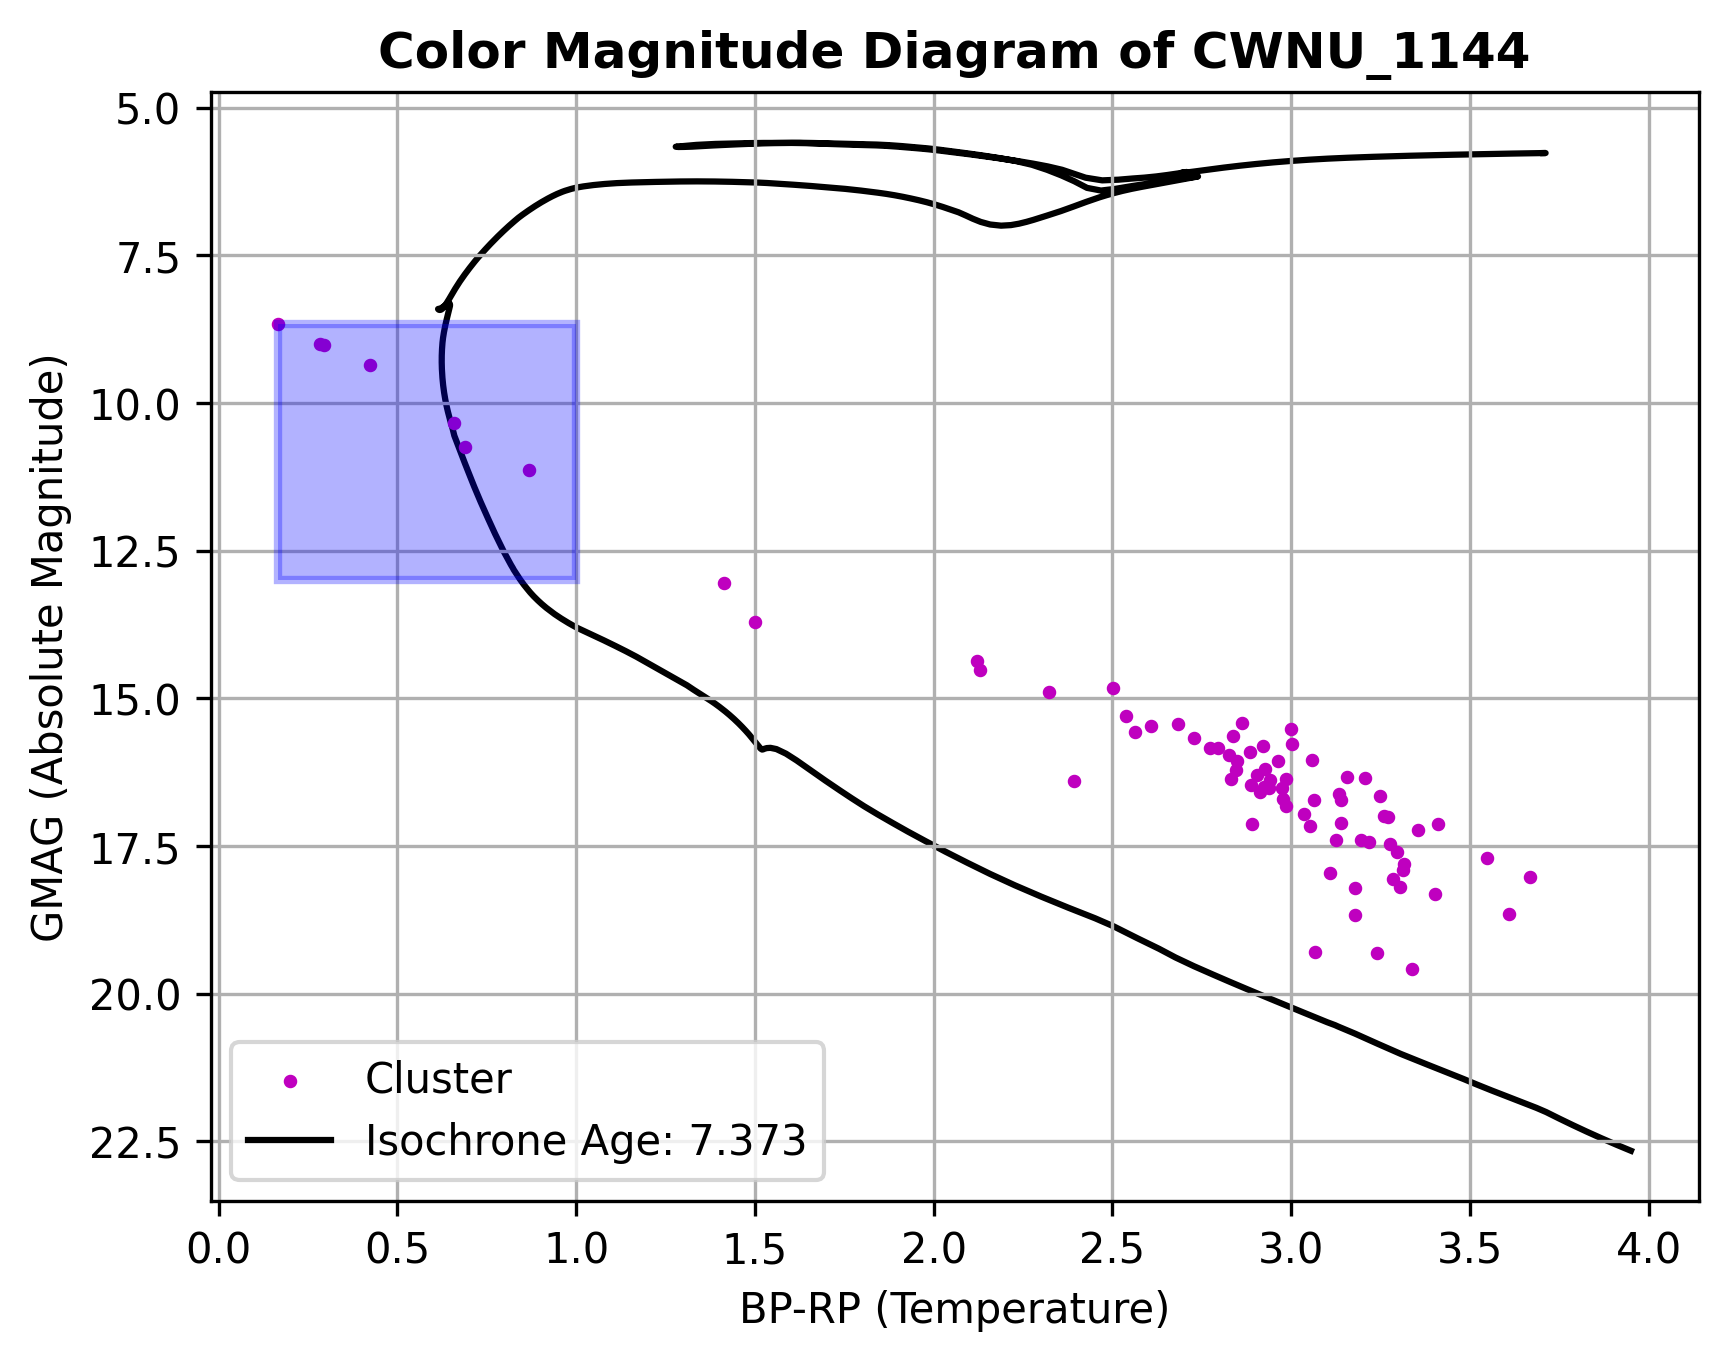 Color Magnitude Diagram of CWNU_1144
GMAG (Absolute Magnitude)
5.0
7.5
10.0
12.5
15.0
17.5
20.0
22.5
Cluster
Isochrone Age: 7.373
0.0 0.5 1.0 1.5 2.0 2.5 3.0 3.5 4.0
BP-RP (Temperature)